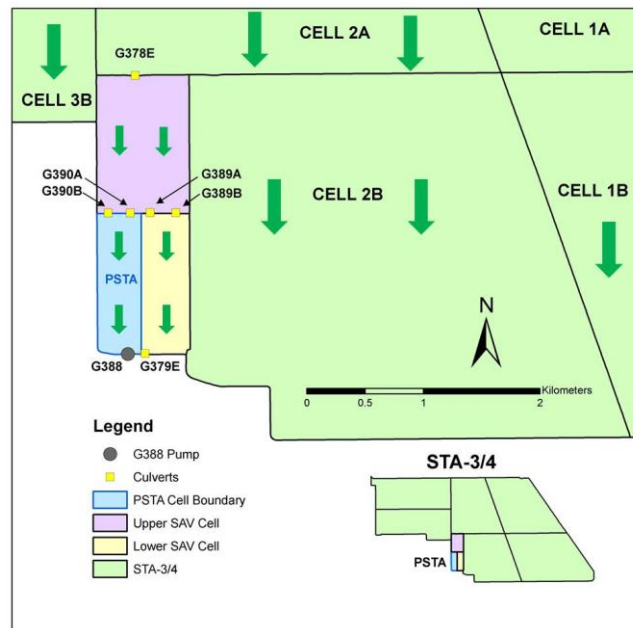 CELL 2A
CELL 1A
G378E
CELL 3B
G390A
G390B
G389A
G389B
CELL 2B
CELL 1B
PSTA
N
G388
G379E
Kilometers
0 0.5 1 2
Legend
G388 Pump
Culverts
PSTA Cell Boundary
Upper SAV Cell
Lower SAV Cell
STA-3/4
STA-3/4
PSTA